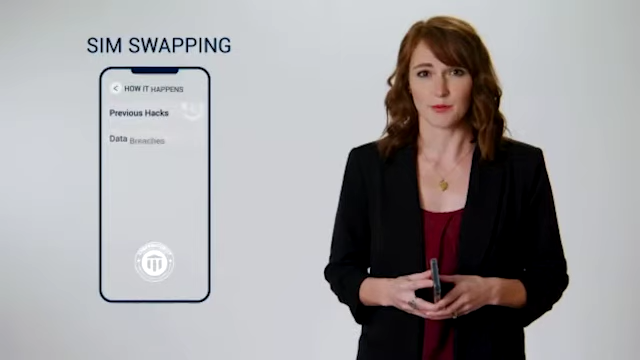 SIM SWAPPING
< HOW IT HAPPENS
Previous Hacks
Data Breaches